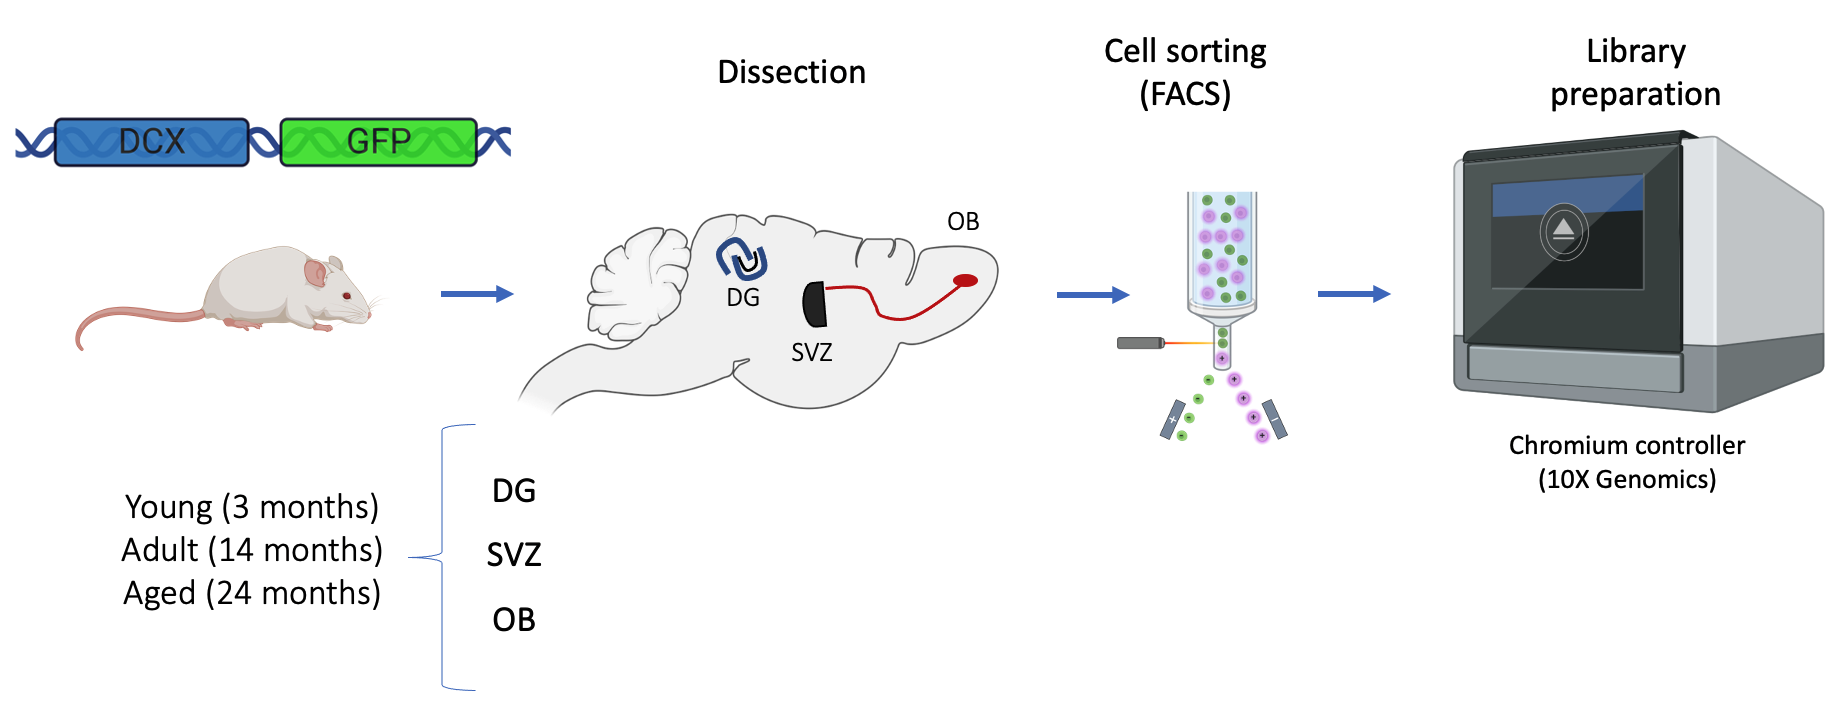 DCX
GFP
Dissection
Cell sorting
(FACS)
Library
preparation
OB
DG
SVZ
Chromium controller
(10X Genomics)
Young (3 months)
Adult (14 months)
Aged (24 months)
DG
SVZ
OB